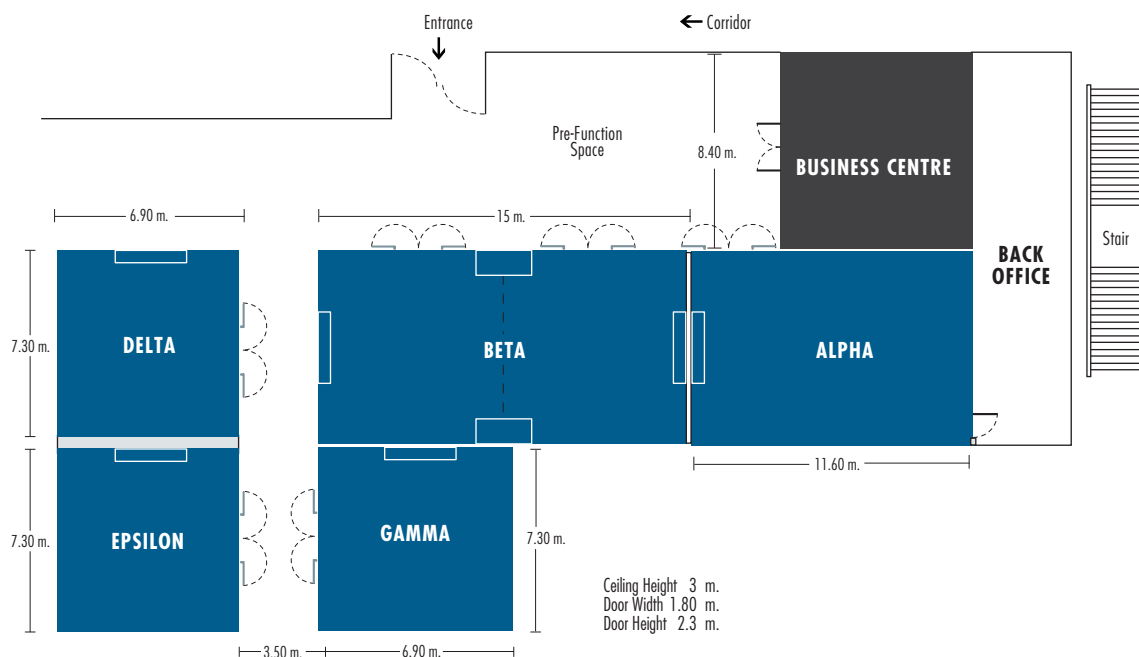 Entrance
Corridor
Pre-Function
Space
8.40 m.
BUSINESS CENTRE
6.90 m.
15 m.
Stair
BACK
OFFICE
7.30 m.
DELTA
BETA
ALPHA
11.60 m.
7.30 m.
EPSILON
GAMMA
7.30 m.
Ceiling Height 3 m.
Door Width 1.80 m.
Door Height 2.3 m.
3.50 m.
6.90 m.